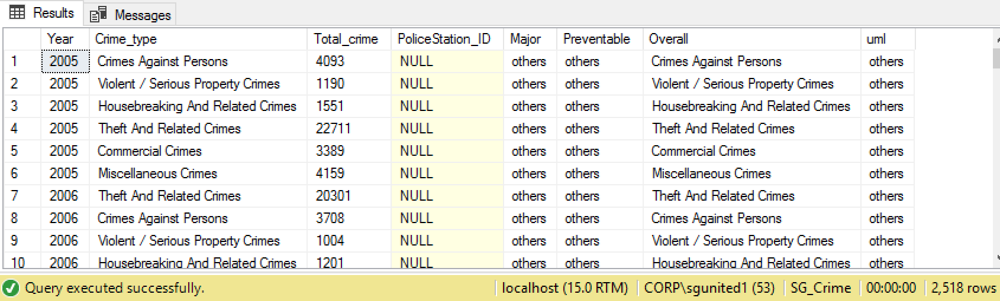 Results Messages
Year Crime_type Total_crime PoliceStation_ID Major Preventable Overall uml
1 2005 Crimes Against Persons 4093 NULL others others Crimes Against Persons others
2 2005 Violent / Serious Property Crimes 1190 NULL others others Violent / Serious Property Crimes others
3 2005 Housebreaking And Related Crimes 1551 NULL others others Housebreaking And Related Crimes others
4 2005 Theft And Related Crimes 22711 NULL others others Theft And Related Crimes others
5 2005 Commercial Crimes 3389 NULL others others Commercial Crimes others
6 2005 Miscellaneous Crimes 4159 NULL others others Miscellaneous Crimes others
7 2006 Theft And Related Crimes 20301 NULL others others Theft And Related Crimes others
8 2006 Crimes Against Persons 3708 NULL others others Crimes Against Persons others
9 2006 Violent / Serious Property Crimes 1004 NULL others others Violent / Serious Property Crimes others
10 2006 Housebreaking And Related Crimes 1201 NULL others others Housebreaking And Related Crimes others
Query executed successfully. localhost (15.0 RTM) CORP\sgunited1 (53) SG_Crime 00:00:00 2,518 rows